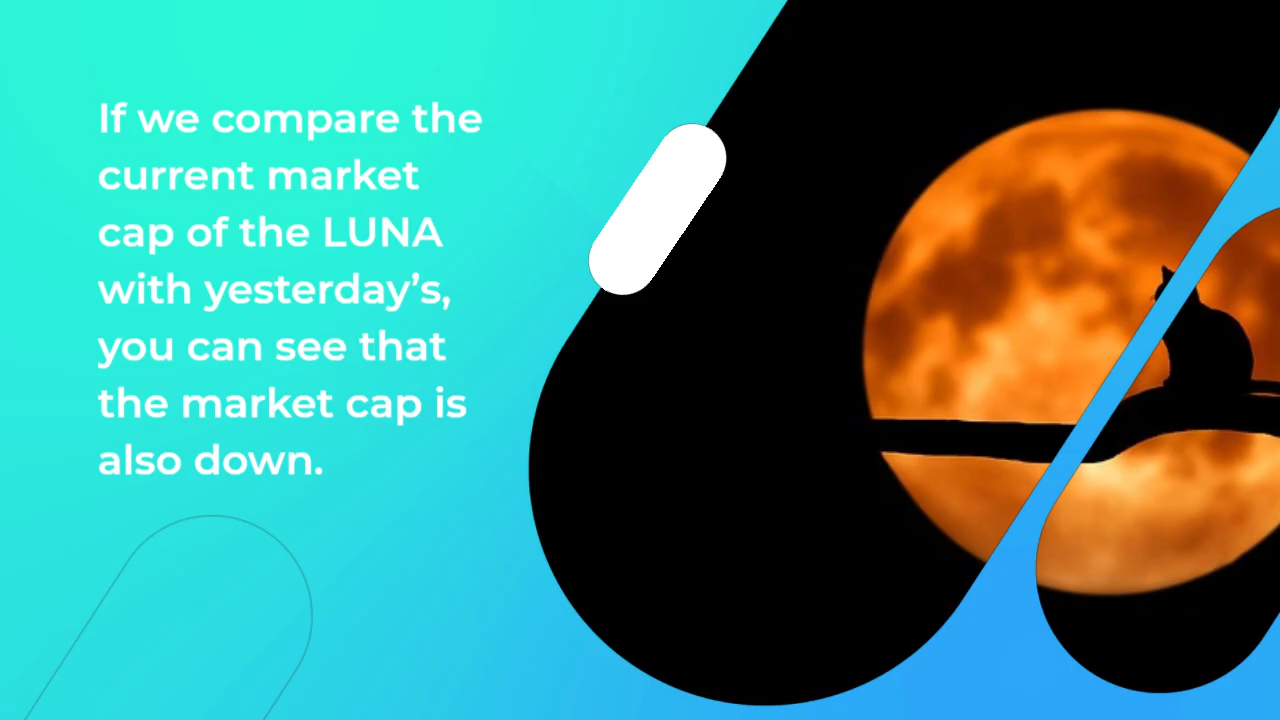 If we compare the
current market
cap of the LUNA
with yesterday’s,
you can see that
the market cap is
also down.